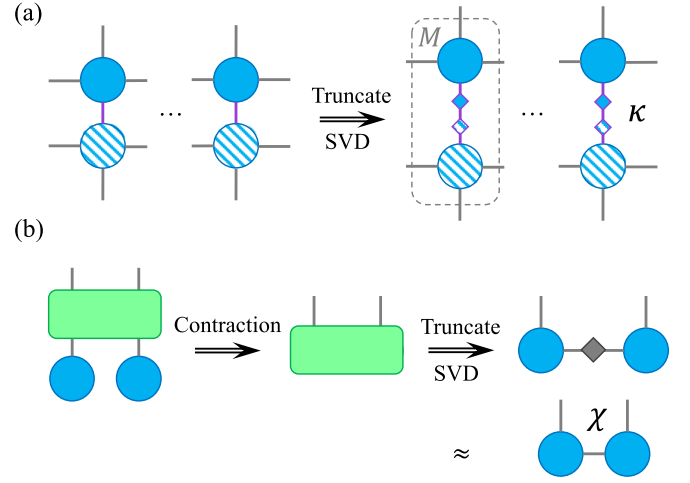 (a)
M
Truncate
SVD
...
...
κ
(b)
Contraction
Truncate
SVD
χ
≈